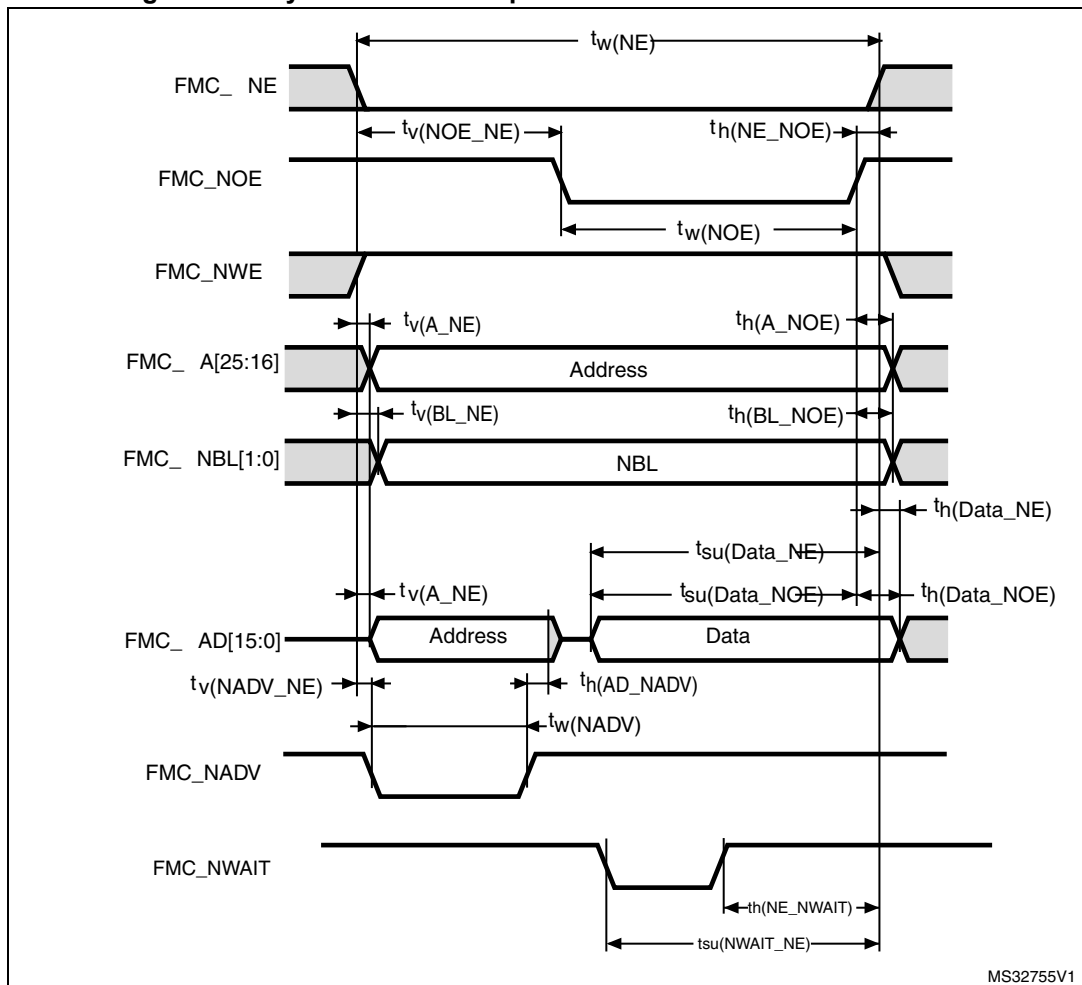 tw(NE)
FMC_ NE
tv(NOE_NE)
th(NE_NOE)
FMC_NOE
tw(NOE)
FMC_NWE
tv(A_NE)
th(A_NOE)
FMC_ A[25:16]
Address
tv(BL_NE)
th(BL_NOE)
FMC_ NBL[1:0]
NBL
th(Data_NE)
tsu(Data_NE)
tv(A_NE)
tsu(Data_NOE)
th(Data_NOE)
FMC_ AD[15:0]
Address
Data
tv(NADV_NE)
th(AD_NADV)
tw(NADV)
FMC_NADV
FMC_NWAIT
th(NE_NWAIT)
tsu(NWAIT_NE)
MS32755V1